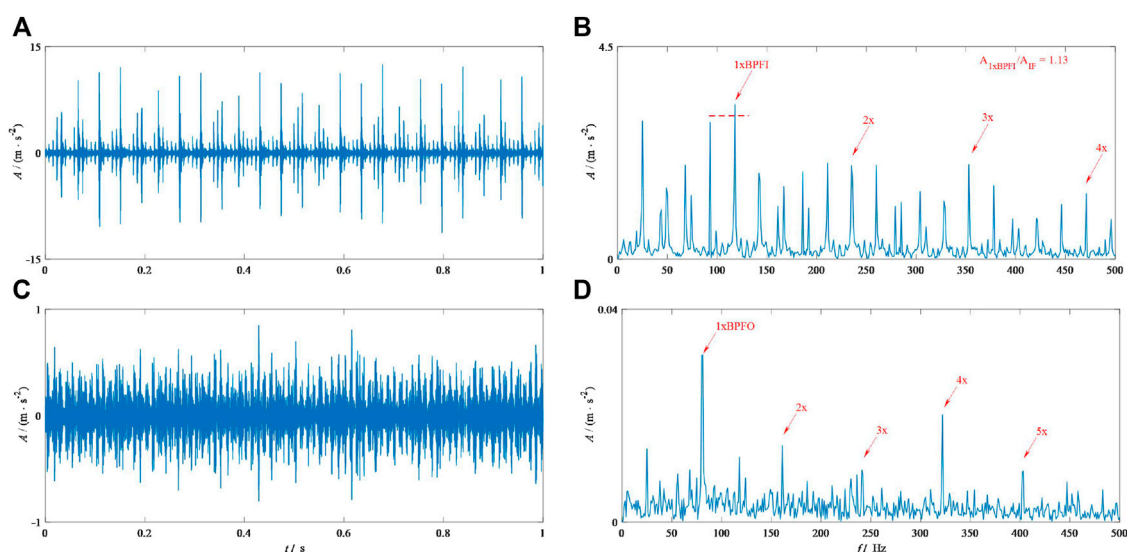 A
15
0
-15
A / (m · s⁻²)
0
0.2
0.4
0.6
0.8
1
B
4.5
0
A / (m · s⁻²)
1xBPFI
A1xBPFI/AIF = 1.13
2x
3x
4x
0
50
100
150
200
250
300
350
400
450
500
C
1
0
-1
A / (m · s⁻²)
0
0.2
0.4
0.6
0.8
1
t / s
D
0.04
0
A / (m · s⁻²)
1xBPFO
2x
3x
4x
5x
0
50
100
150
200
250
300
350
400
450
500
f / Hz